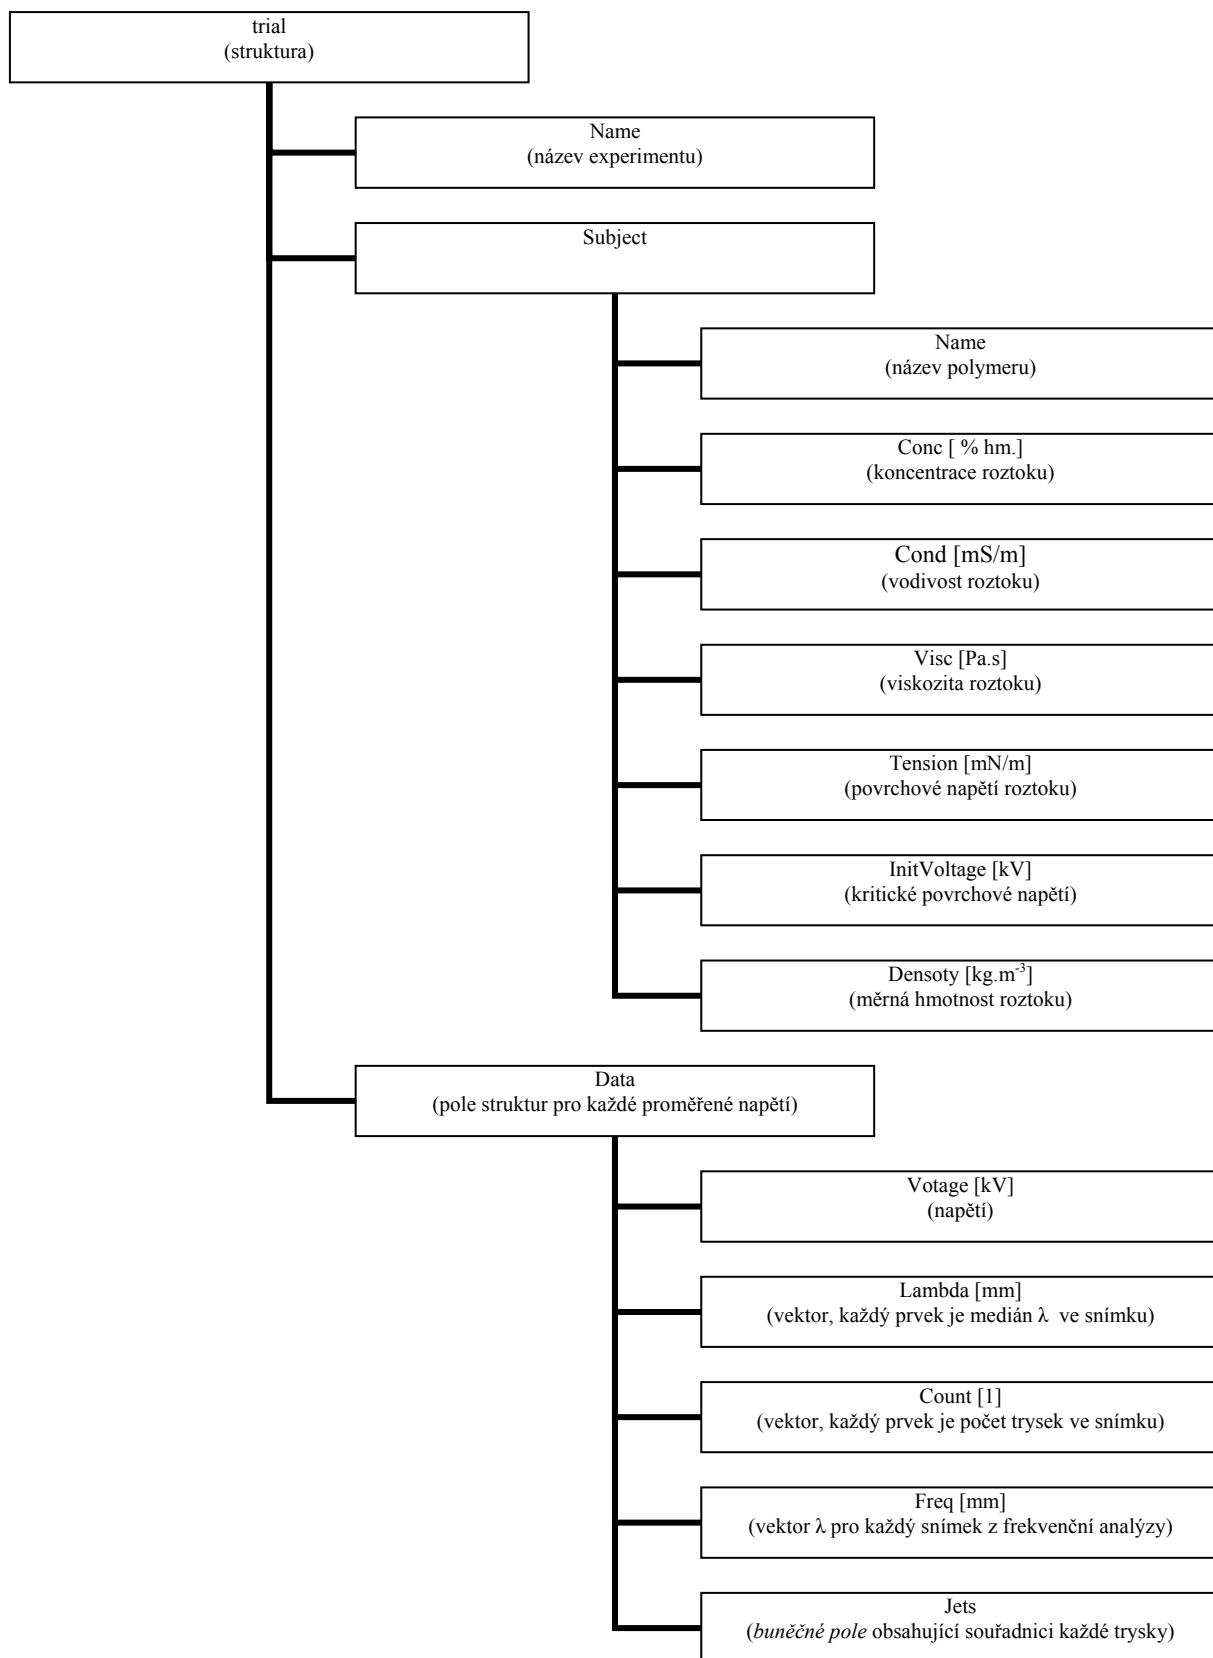 trial
(struktura)
Name
(název experimentu)
Subject
Name
(název polymeru)
Conc [ % hm.]
(koncentrace roztoku)
Cond [mS/m]
(vodivost roztoku)
Visc [Pa.s]
(viskozita roztoku)
Tension [mN/m]
(povrchové napětí roztoku)
InitVoltage [kV]
(kritické povrchové napětí)
Densoty [kg.m⁻³]
(měrná hmotnost roztoku)
Data
(pole struktur pro každé proměřené napětí)
Votage [kV]
(napětí)
Lambda [mm]
(vektor, každý prvek je medián λ ve snímku)
Count [1]
(vektor, každý prvek je počet trysek ve snímku)
Freq [mm]
(vektor λ pro každý snímek z frekvenční analýzy)
Jets
(buněčné pole obsahující souřadnici každé trysky)